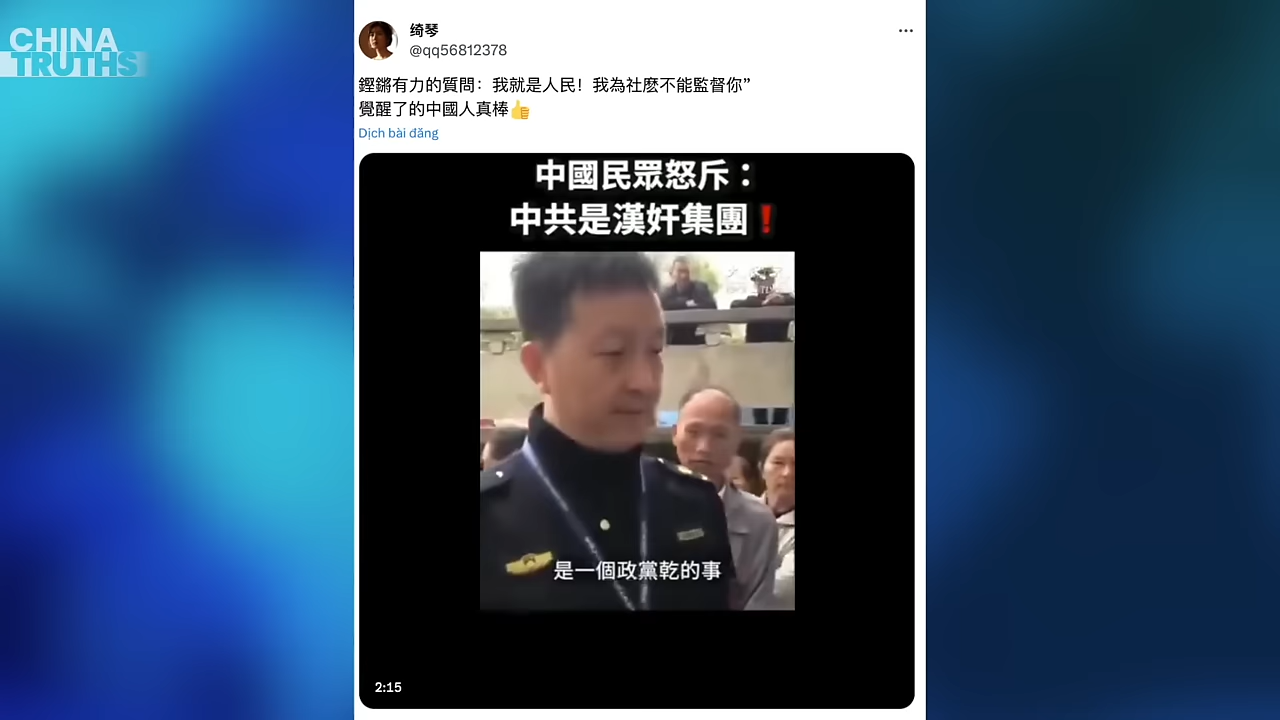 CHINA
TRUTHS
绮琴
@qq56812378
鏗鏘有力的質問：我就是人民！我為社麼不能監督你”
覺醒了的中國人真棒👍
Dịch bài đăng
中國民眾怒斥：
中共是漢奸集團❗
是一個政黨乾的事
2:15